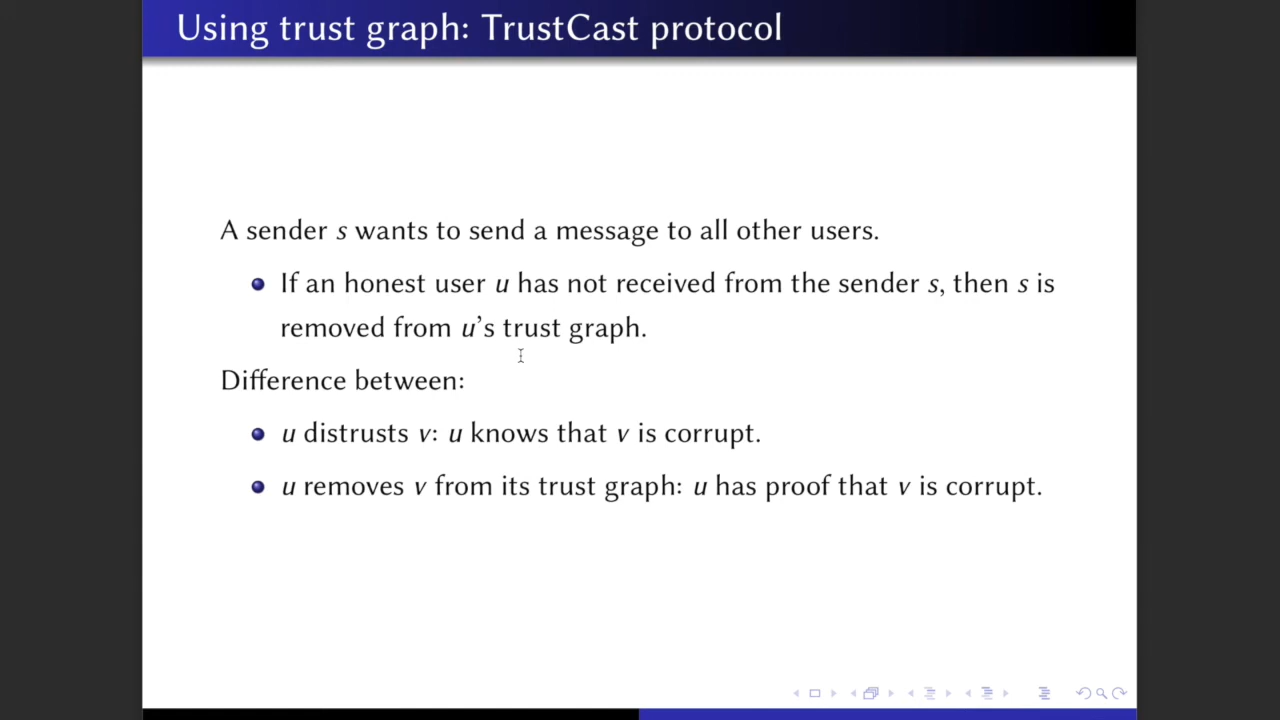 Using trust graph: TrustCast protocol
A sender s wants to send a message to all other users.
If an honest user u has not received from the sender s, then s is
removed from u’s trust graph.
Difference between:
u distrusts v: u knows that v is corrupt.
u removes v from its trust graph: u has proof that v is corrupt.